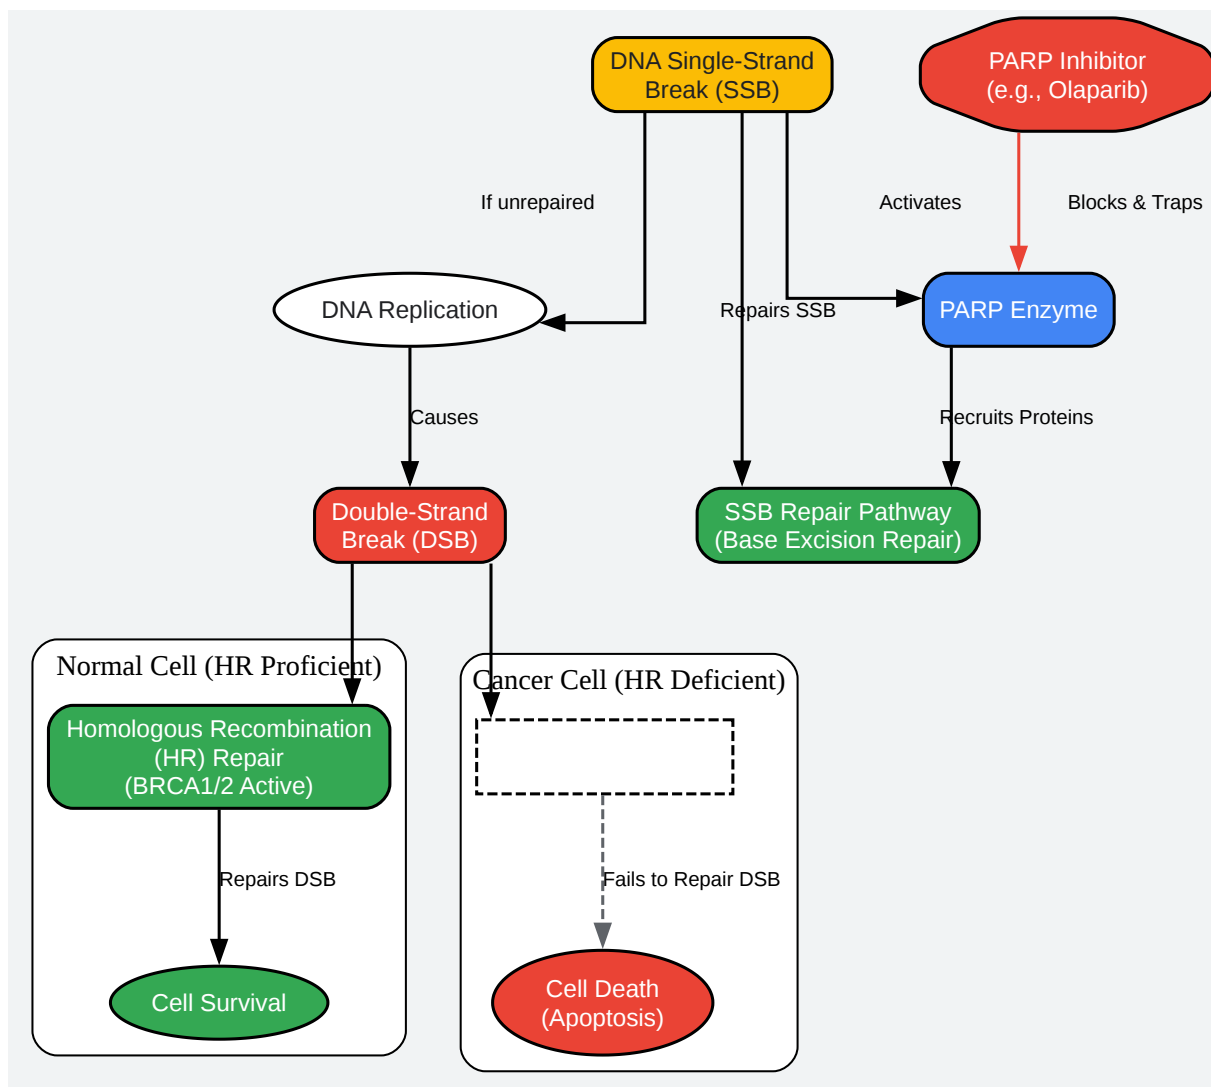 DNA Single-Strand
Break (SSB)
PARP Inhibitor
(e.g., Olaparib)
If unrepaired
Activates
Blocks & Traps
DNA Replication
Repairs SSB
PARP Enzyme
Causes
Recruits Proteins
Double-Strand
Break (DSB)
SSB Repair Pathway
(Base Excision Repair)
Normal Cell (HR Proficient)
Homologous Recombination
(HR) Repair
(BRCA1/2 Active)
Repairs DSB
Cell Survival
Cancer Cell (HR Deficient)
Fails to Repair DSB
Cell Death
(Apoptosis)